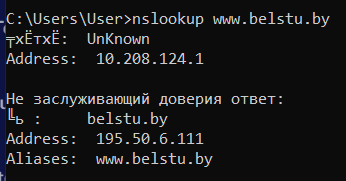 C:\Users\User>nslookup www.belstu.by
╤хЁтхЁ:  UnKnown
Address:  10.208.124.1
Не заслуживающий доверия ответ:
╚ь :     belstu.by
Address:  195.50.6.111
Aliases:  www.belstu.by